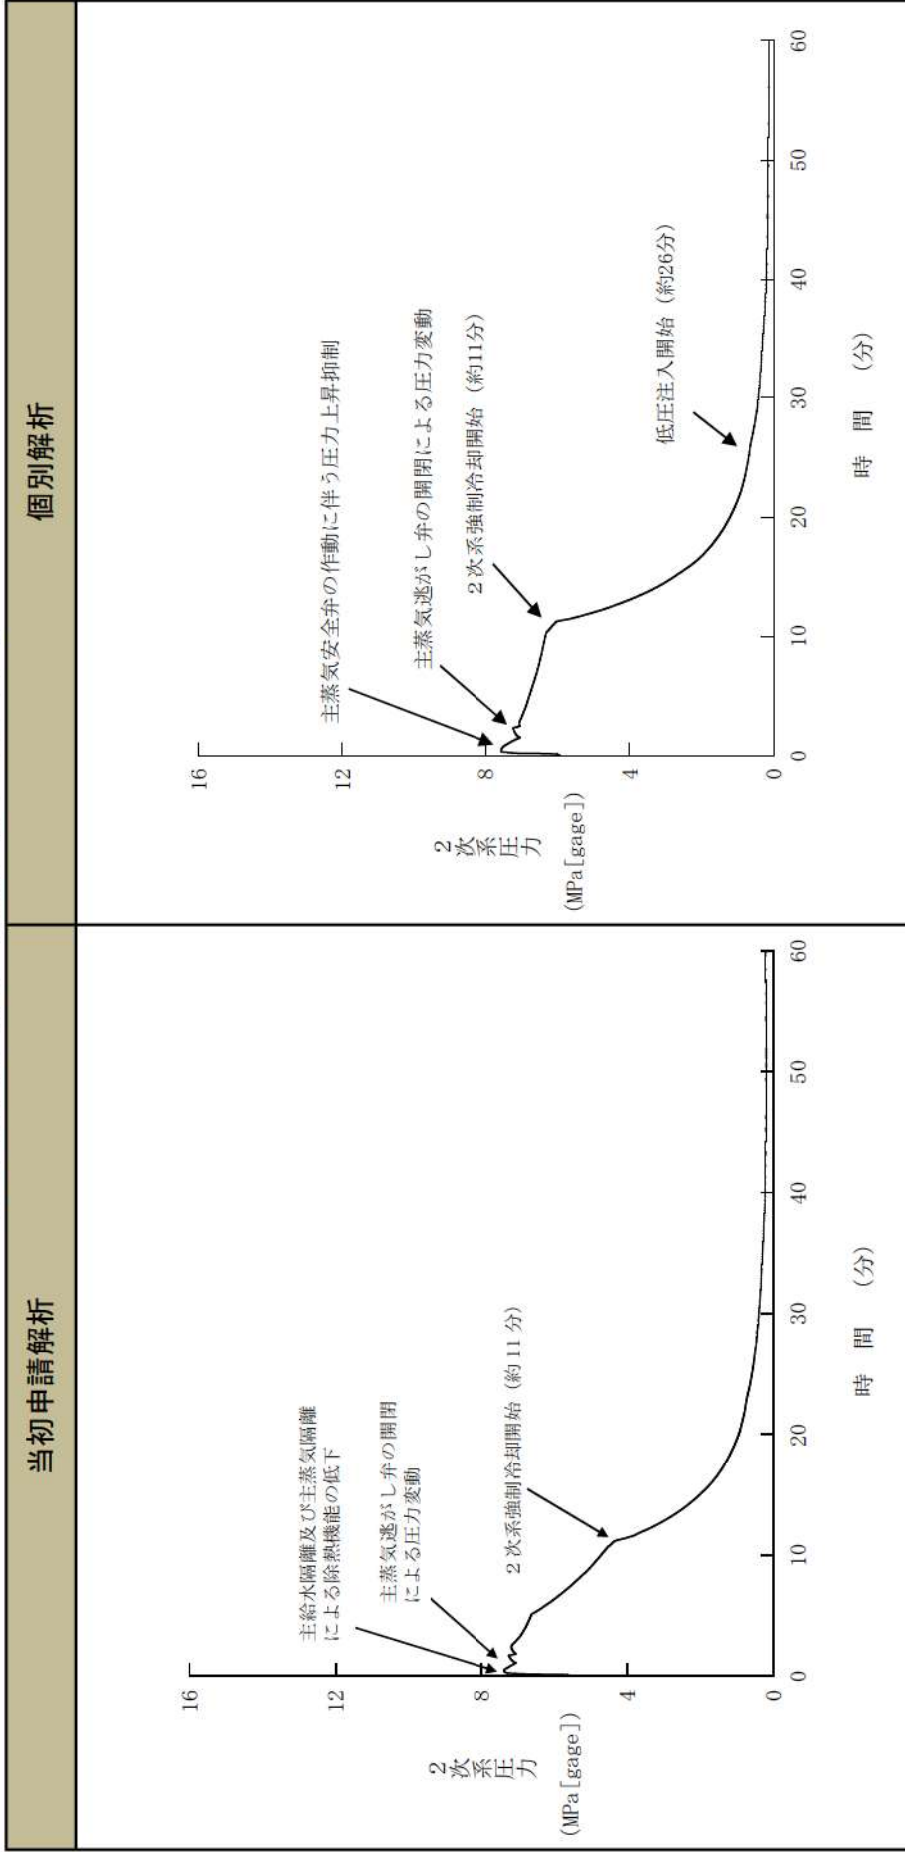 当初申請解析
主給水隔離及び主蒸気隔離
による除熱機能の低下
主蒸気逃がし弁の開閉
による圧力変動
2次系強制冷却開始（約 11 分）
2次系圧力
(MPa[gage])
16
12
8
4
0
0
10
20
30
40
50
60
時 間 （分）
個別解析
主蒸気安全弁の作動に伴う圧力上昇抑制
主蒸気逃がし弁の開閉による圧力変動
2次系強制冷却開始（約11分）
低圧注入開始（約26分）
2次系圧力
(MPa[gage])
16
12
8
4
0
0
10
20
30
40
50
60
時 間 （分）